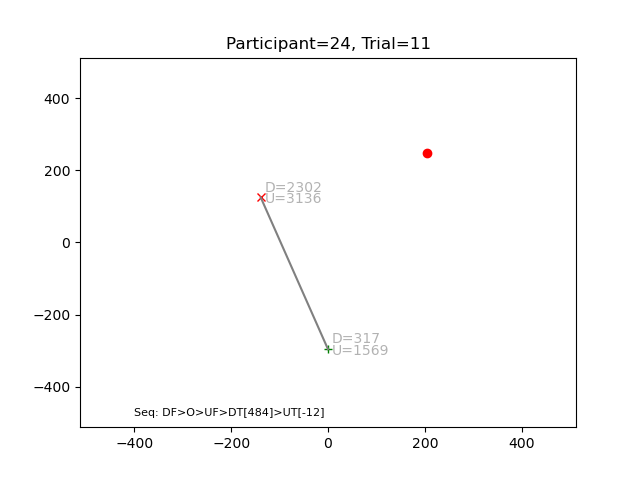 Participant=24, Trial=11
400
200
0
−200
−400
D=2302
U=3136
D=317
U=1569
Seq: DF>O>UF>DT[484]>UT[-12]
−400
−200
0
200
400